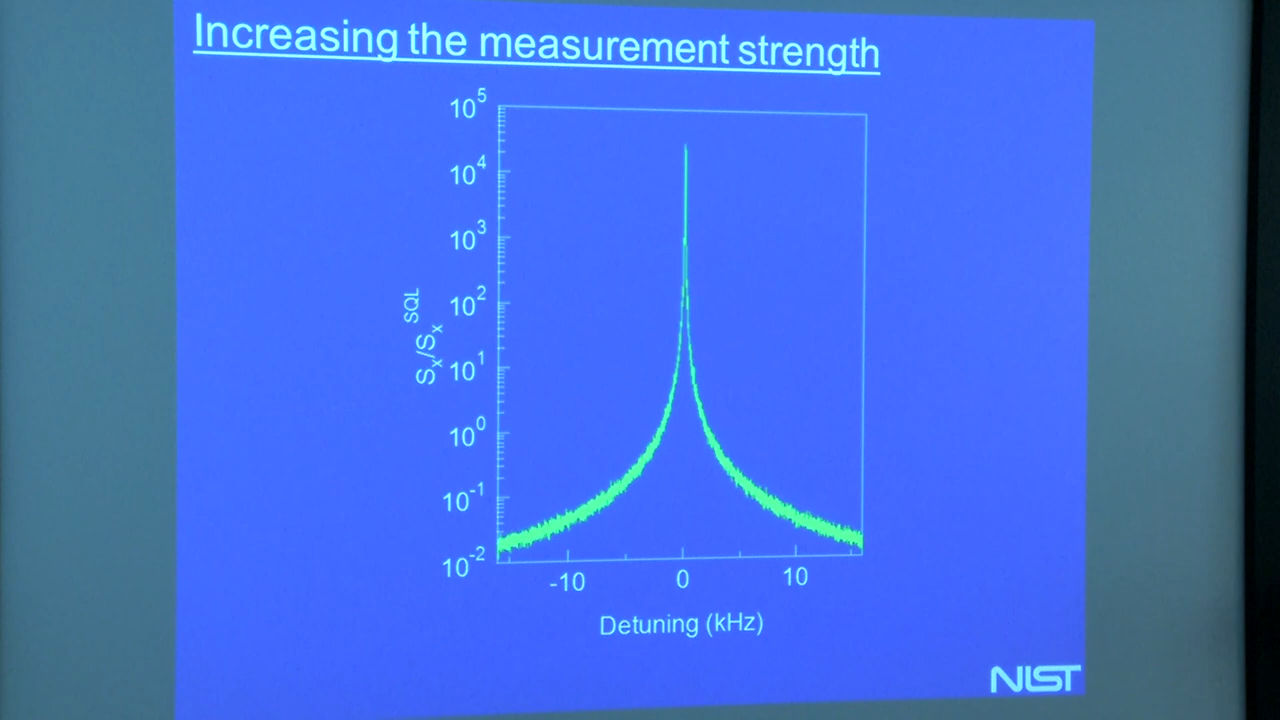 Increasing the measurement strength
10^5
10^4
10^3
10^2
10^1
10^0
10^-1
10^-2
S_x/S_x^SQL
-10 0 10
Detuning (kHz)
NIST